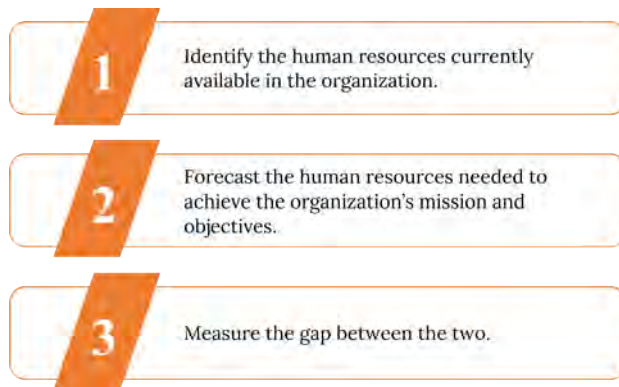 1
Identify the human resources currently
available in the organization.
2
Forecast the human resources needed to
achieve the organization's mission and
objectives.
3
Measure the gap between the two.